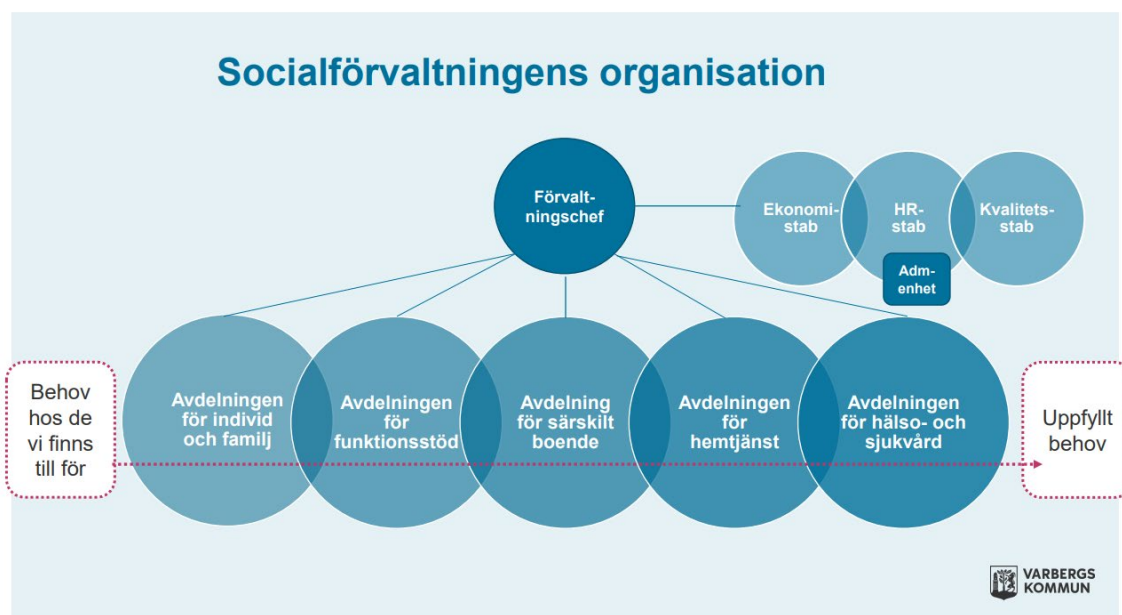 Socialförvaltningens organisation
Förvalt-
ningschef
Ekonomi-
stab
HR-
stab
Kvalitets-
stab
Adm-
enhet
Behov
hos de
vi finns
till för
Avdelningen
för individ
och familj
Avdelningen
för
funktionsstöd
Avdelning
för särskilt
boende
Avdelningen
för
hemtjänst
Avdelningen
för hälso- och
sjukvård
Uppfyllt
behov
VARBERGS
KOMMUN